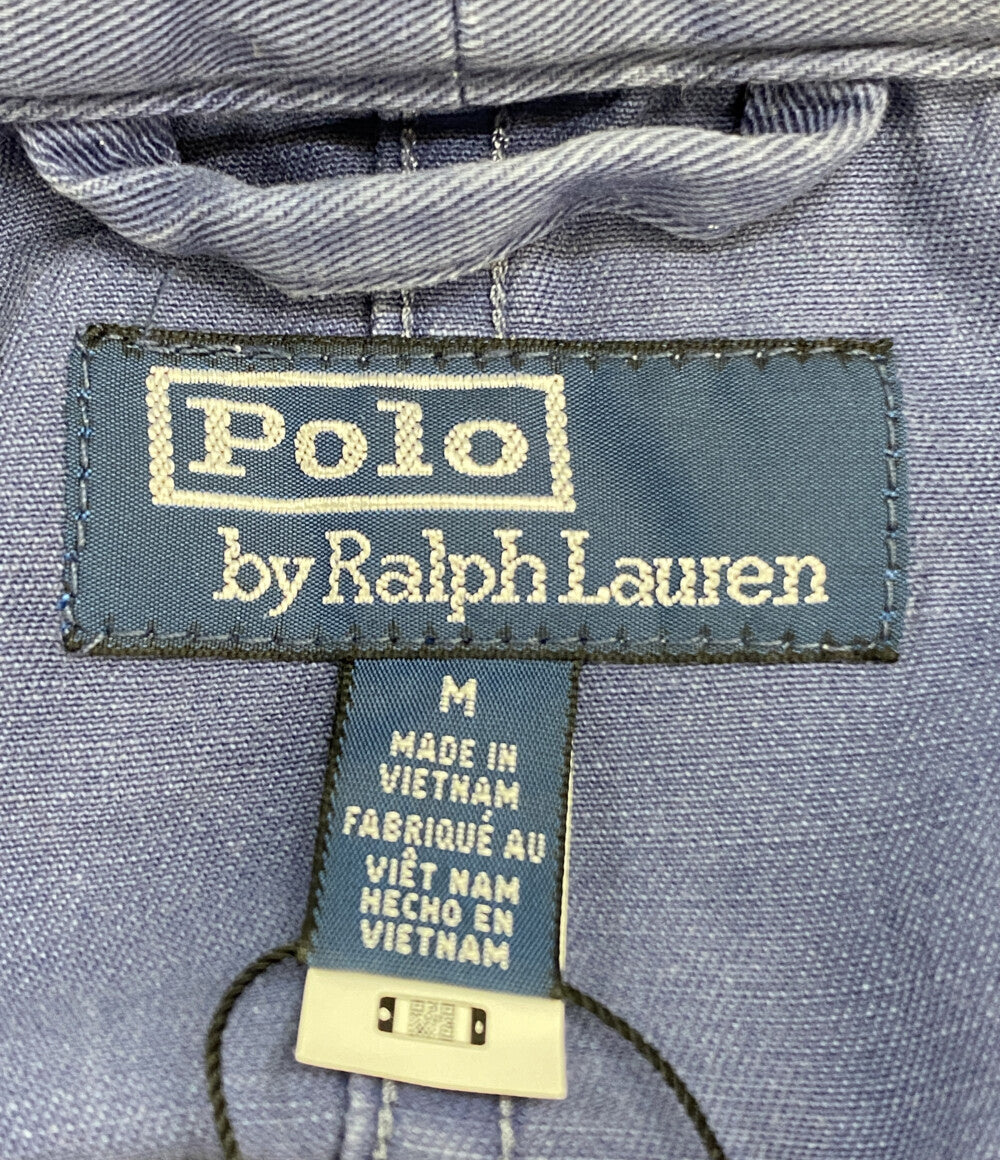 Polo
by Ralph Lauren
M
MADE IN
VIETNAM
FABRIQUÉ AU
VIÊT NAM
HECHO EN
VIETNAM